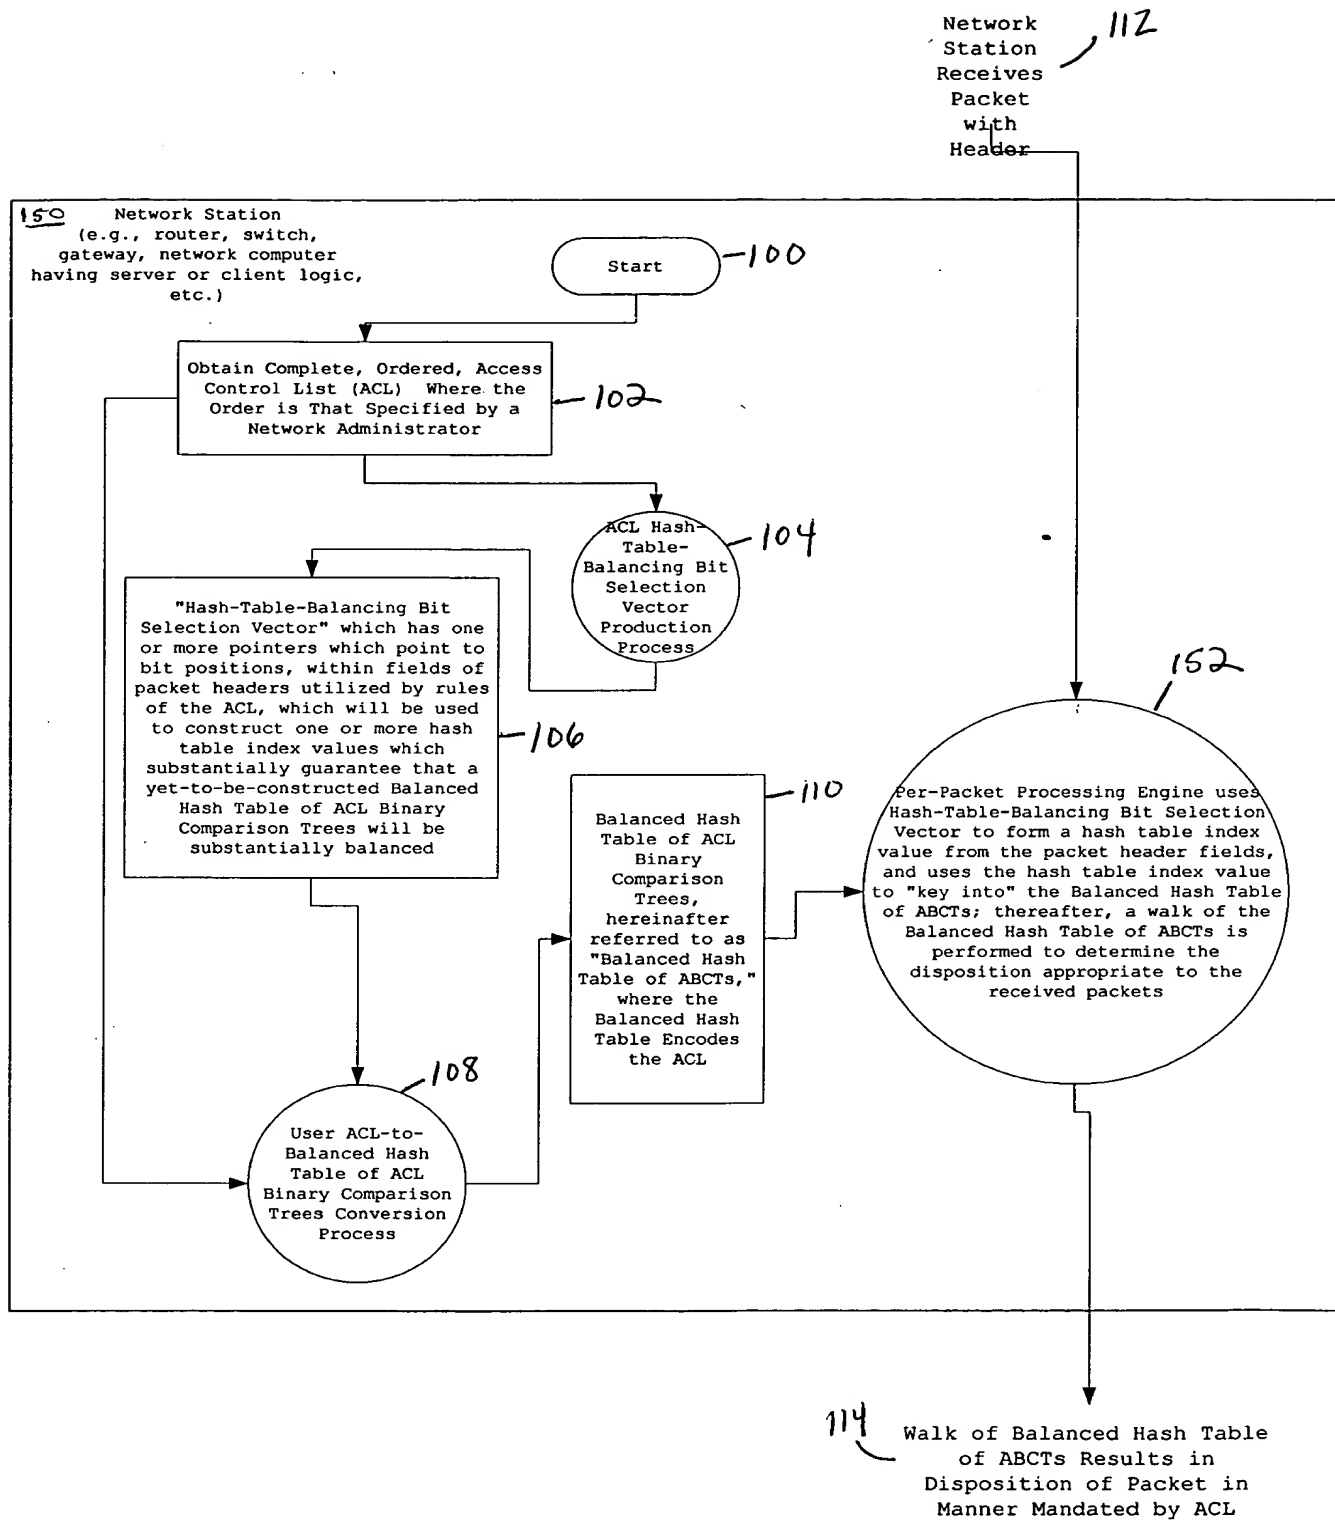 Network
Station
Receives
Packet
with
Header
112
150 Network Station
(e.g., router, switch,
gateway, network computer
having server or client logic,
etc.)
Start
100
Obtain Complete, Ordered, Access
Control List (ACL) Where the
Order is That Specified by a
Network Administrator
102
ACL Hash-
Table-
Balancing Bit
Selection
Vector
Production
Process
104
"Hash-Table-Balancing Bit
Selection Vector" which has one
or more pointers which point to
bit positions, within fields of
packet headers utilized by rules
of the ACL, which will be used
to construct one or more hash
table index values which
substantially guarantee that a
yet-to-be-constructed Balanced
Hash Table of ACL Binary
Comparison Trees will be
substantially balanced
106
User ACL-to-
Balanced Hash
Table of ACL
Binary Comparison
Trees Conversion
Process
108
Balanced Hash
Table of ACL
Binary
Comparison
Trees,
hereinafter
referred to as
"Balanced Hash
Table of ABCTs,"
where the
Balanced Hash
Table Encodes
the ACL
110
Per-Packet Processing Engine uses
Hash-Table-Balancing Bit Selection
Vector to form a hash table index
value from the packet header fields,
and uses the hash table index value
to "key into" the Balanced Hash Table
of ABCTs; thereafter, a walk of the
Balanced Hash Table of ABCTs is
performed to determine the
disposition appropriate to the
received packets
152
114
Walk of Balanced Hash Table
of ABCTs Results in
Disposition of Packet in
Manner Mandated by ACL